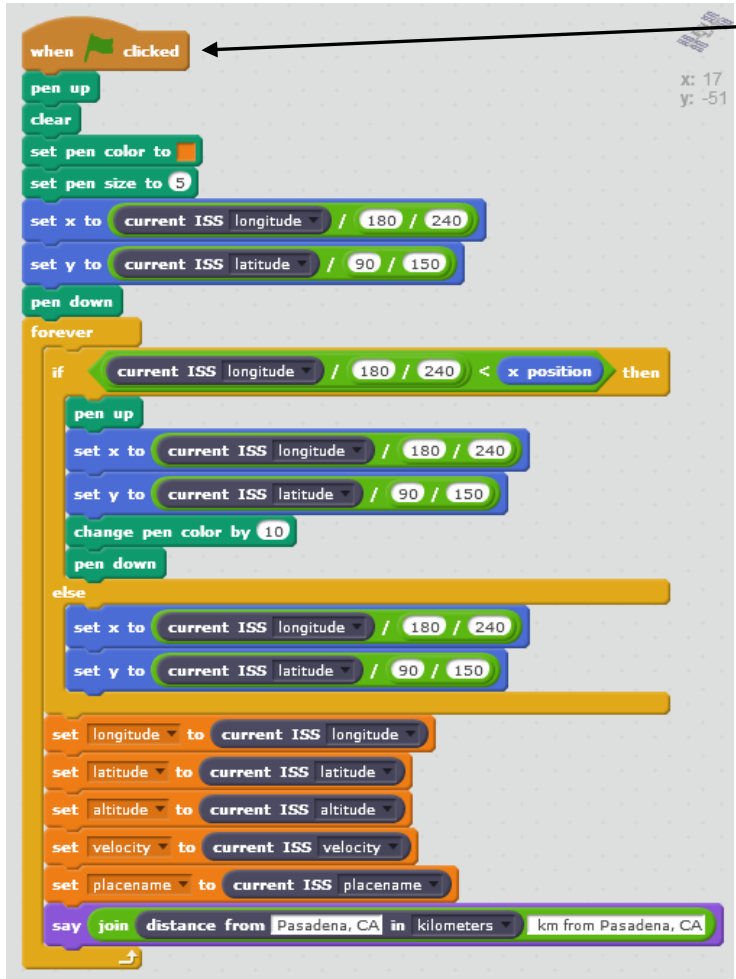 when clicked
x: 17
y: -51
pen up
clear
set pen color to
set pen size to 5
set x to current ISS longitude / 180 / 240
set y to current ISS latitude / 90 / 150
pen down
forever
if current ISS longitude / 180 / 240 < x position then
pen up
set x to current ISS longitude / 180 / 240
set y to current ISS latitude / 90 / 150
change pen color by 10
pen down
else
set x to current ISS longitude / 180 / 240
set y to current ISS latitude / 90 / 150
set longitude to current ISS longitude
set latitude to current ISS latitude
set altitude to current ISS altitude
set velocity to current ISS velocity
set placename to current ISS placename
say join distance from Pasadena, CA in kilometers km from Pasadena, CA